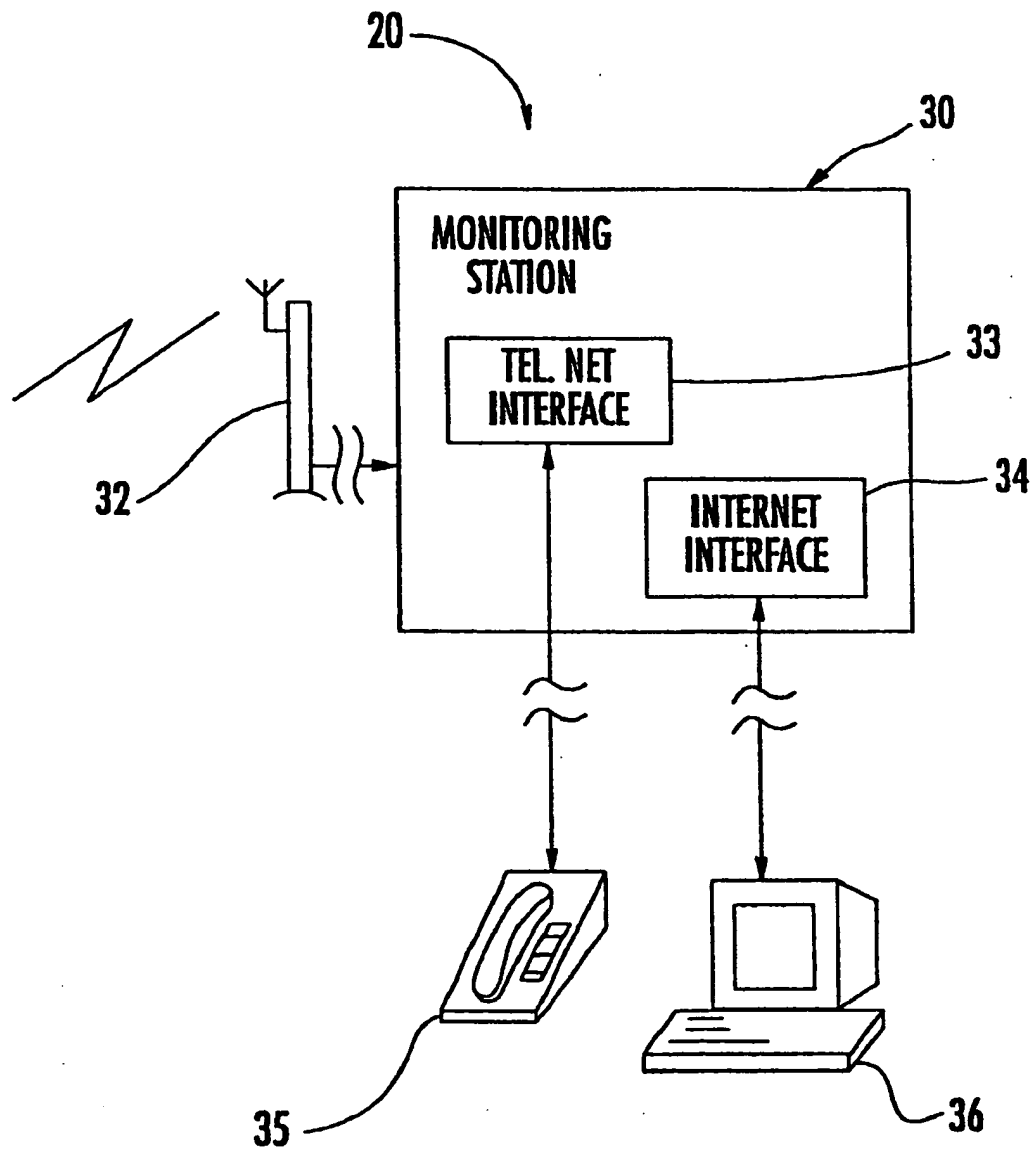 20
30
MONITORING
STATION
33
TEL. NET
INTERFACE
32
34
INTERNET
INTERFACE
35
36